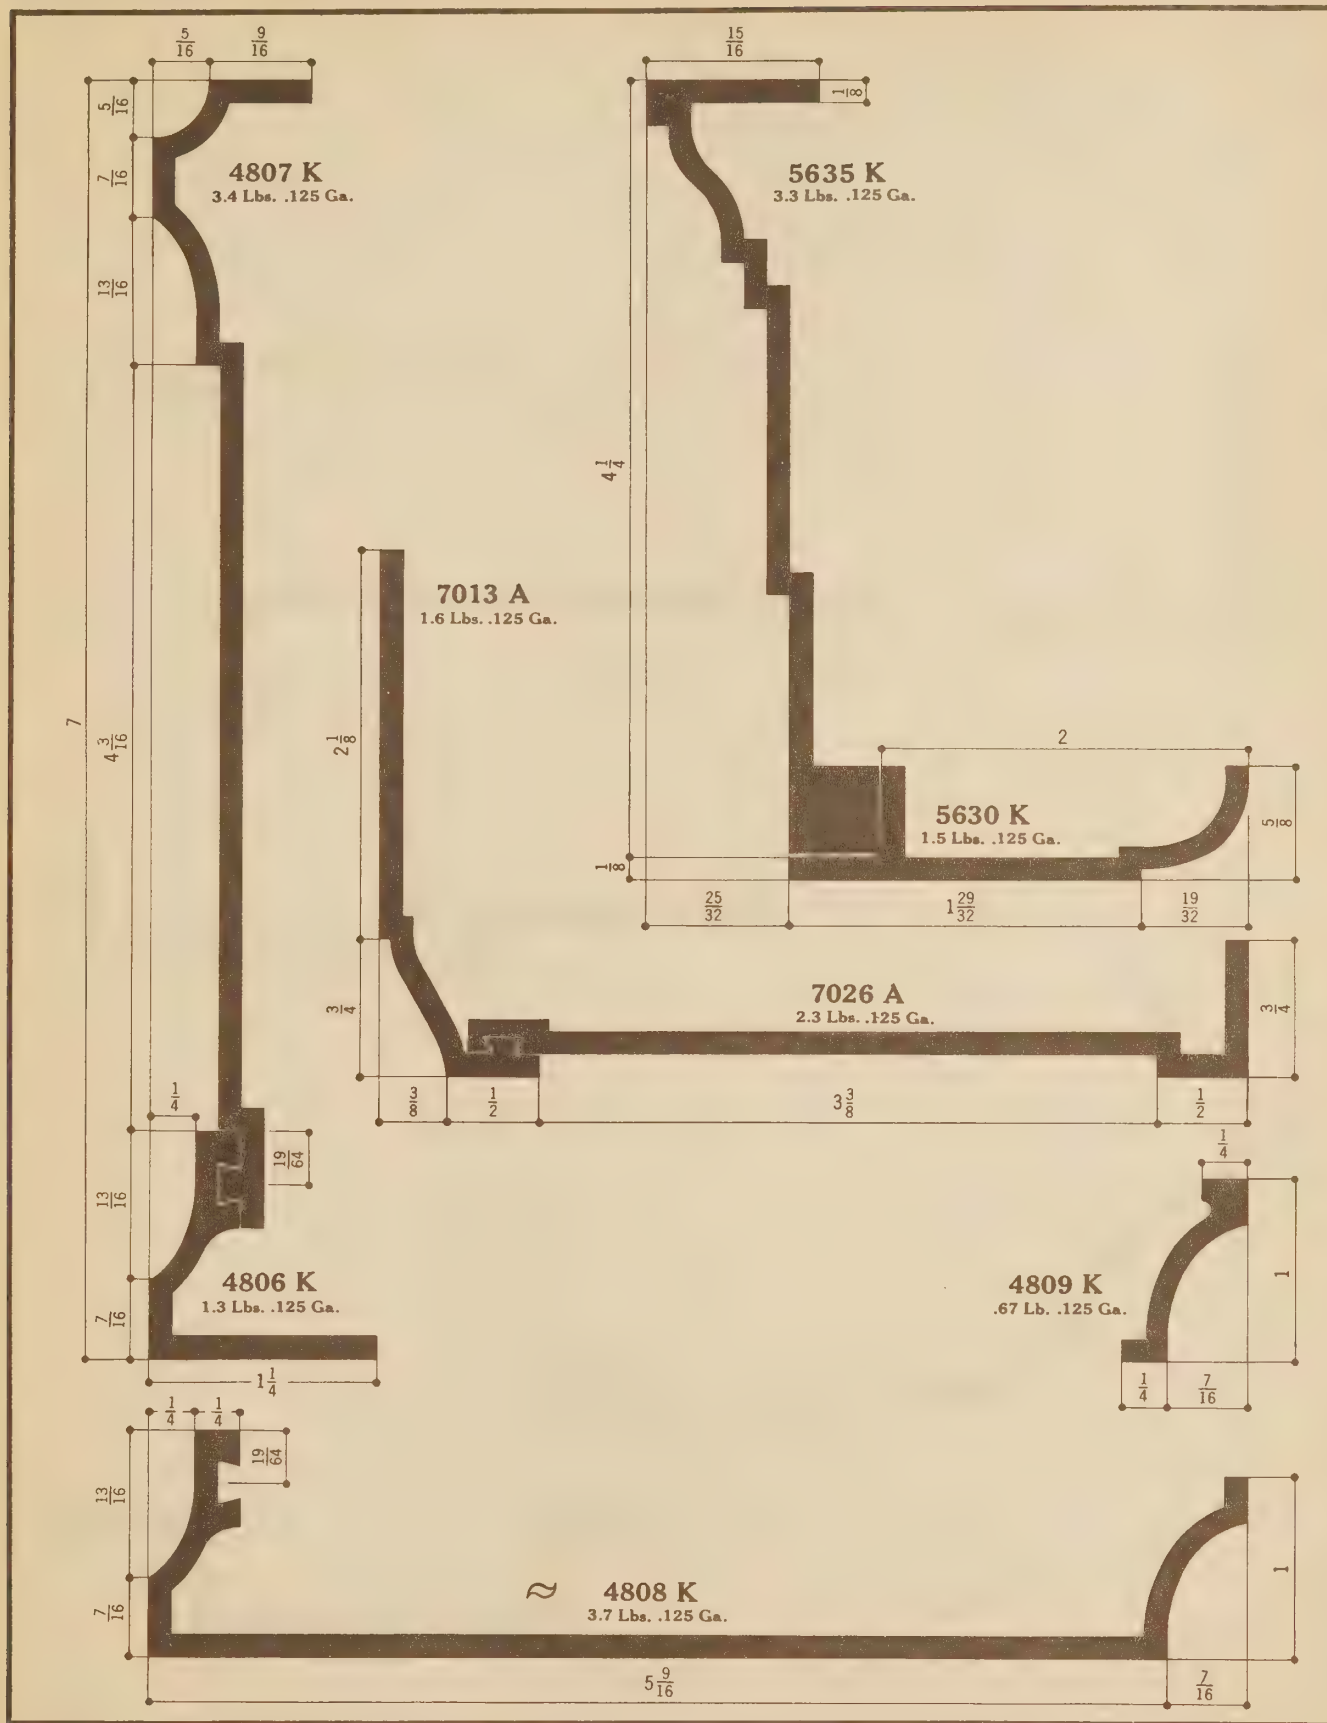 5/16 9/16
15/16
5/16
1/8
4807 K
3.4 Lbs. .125 Ga.
5635 K
3.3 Lbs. .125 Ga.
7/16
13/16
4 1/4
7013 A
1.6 Lbs. .125 Ga.
7
4 3/16
2 1/8
2
5630 K
1.5 Lbs. .125 Ga.
5/8
1/8
25/32 1 29/32 19/32
7026 A
2.3 Lbs. .125 Ga.
3/4
3/4
1/4
3/8 1/2 3 3/8 1/2
19/64
1/4
13/16
4806 K
1.3 Lbs. .125 Ga.
4809 K
.67 Lb. .125 Ga.
1
7/16
1 1/4
1/4 7/16
1/4 1/4
19/64
13/16
≈ 4808 K
3.7 Lbs. .125 Ga.
1
7/16
5 9/16 7/16